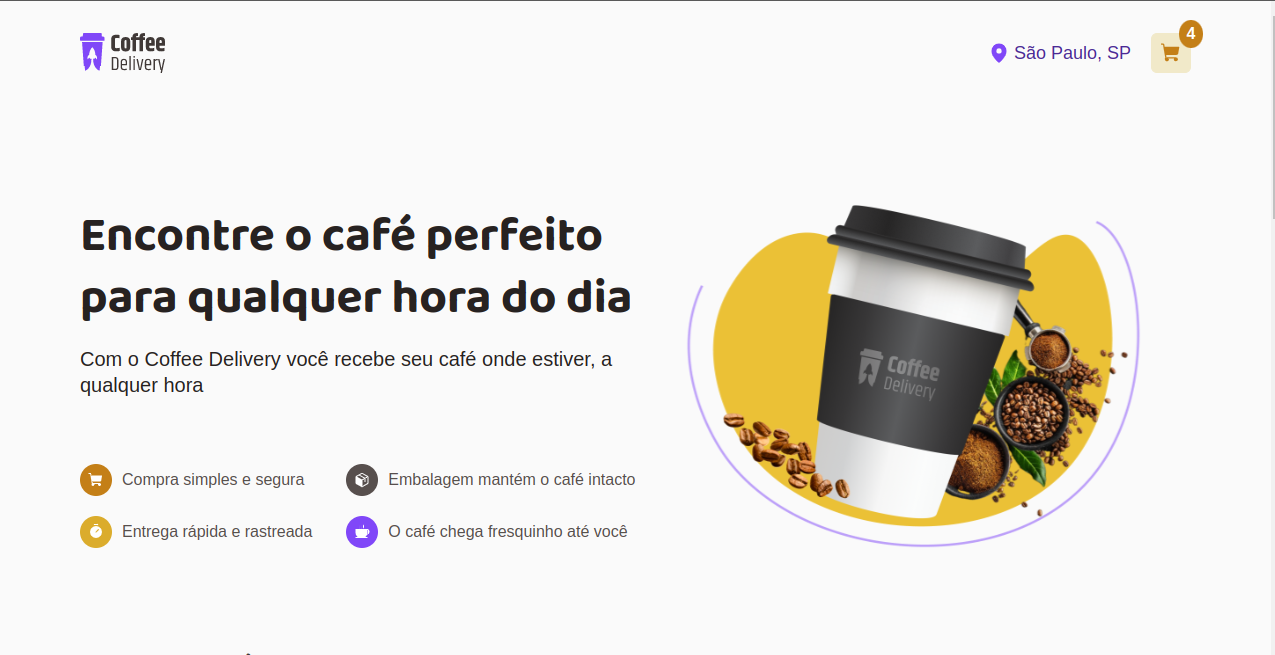 Coffee
Delivery
São Paulo, SP
4
Encontre o café perfeito
para qualquer hora do dia
Com o Coffee Delivery você recebe seu café onde estiver, a
qualquer hora
Compra simples e segura
Embalagem mantém o café intacto
Entrega rápida e rastreada
O café chega fresquinho até você
Coffee
Delivery